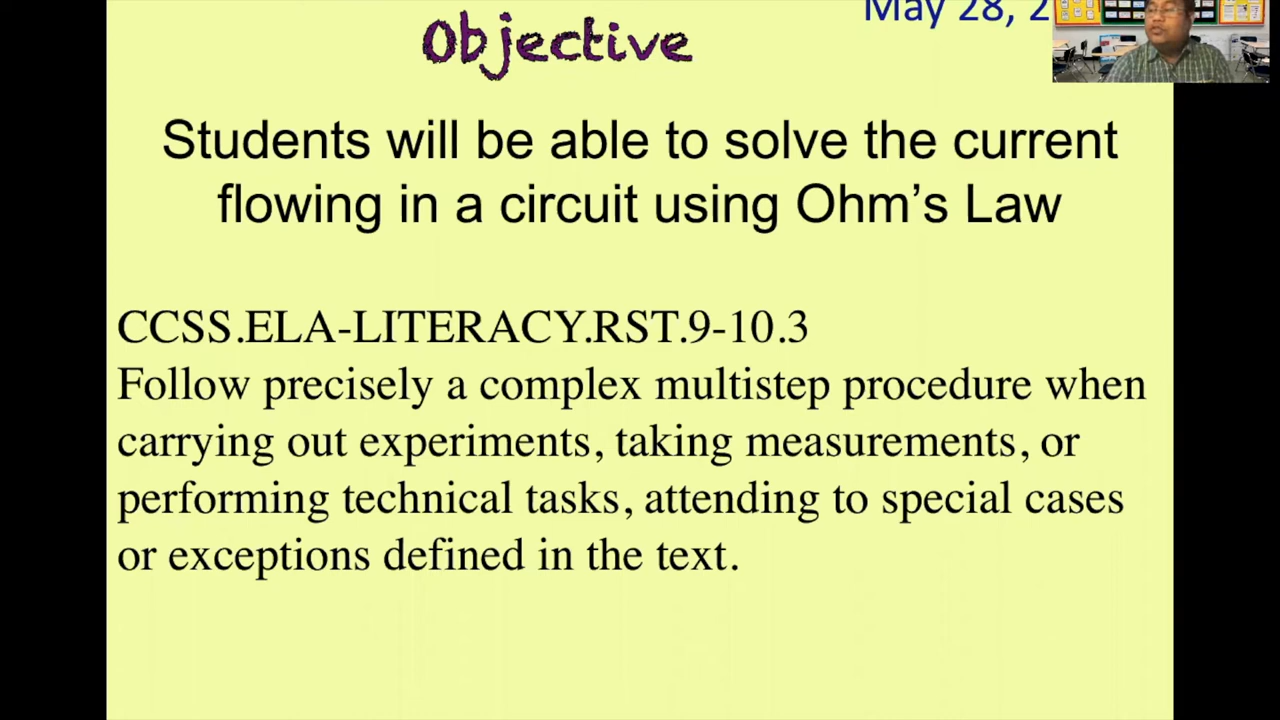 May 28, 2
Objective
Students will be able to solve the current
flowing in a circuit using Ohm’s Law
CCSS.ELA-LITERACY.RST.9-10.3
Follow precisely a complex multistep procedure when
carrying out experiments, taking measurements, or
performing technical tasks, attending to special cases
or exceptions defined in the text.